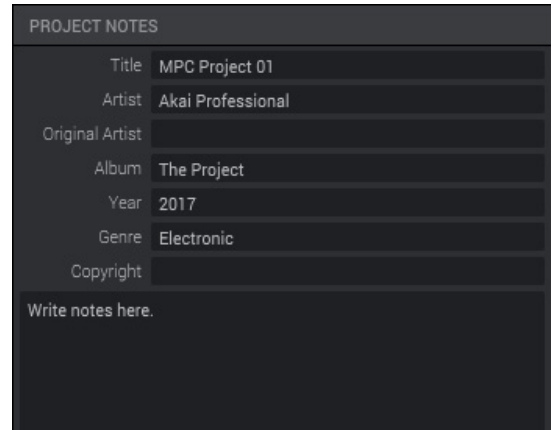 PROJECT NOTES
Title MPC Project 01
Artist Akai Professional
Original Artist
Album The Project
Year 2017
Genre Electronic
Copyright
Write notes here.